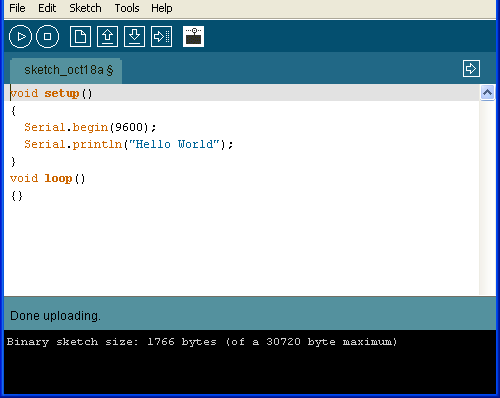 File Edit Sketch Tools Help
sketch_oct18a §
void setup()
{
  Serial.begin(9600);
  Serial.println("Hello World");
}
void loop()
{}
Done uploading.
Binary sketch size: 1766 bytes (of a 30720 byte maximum)